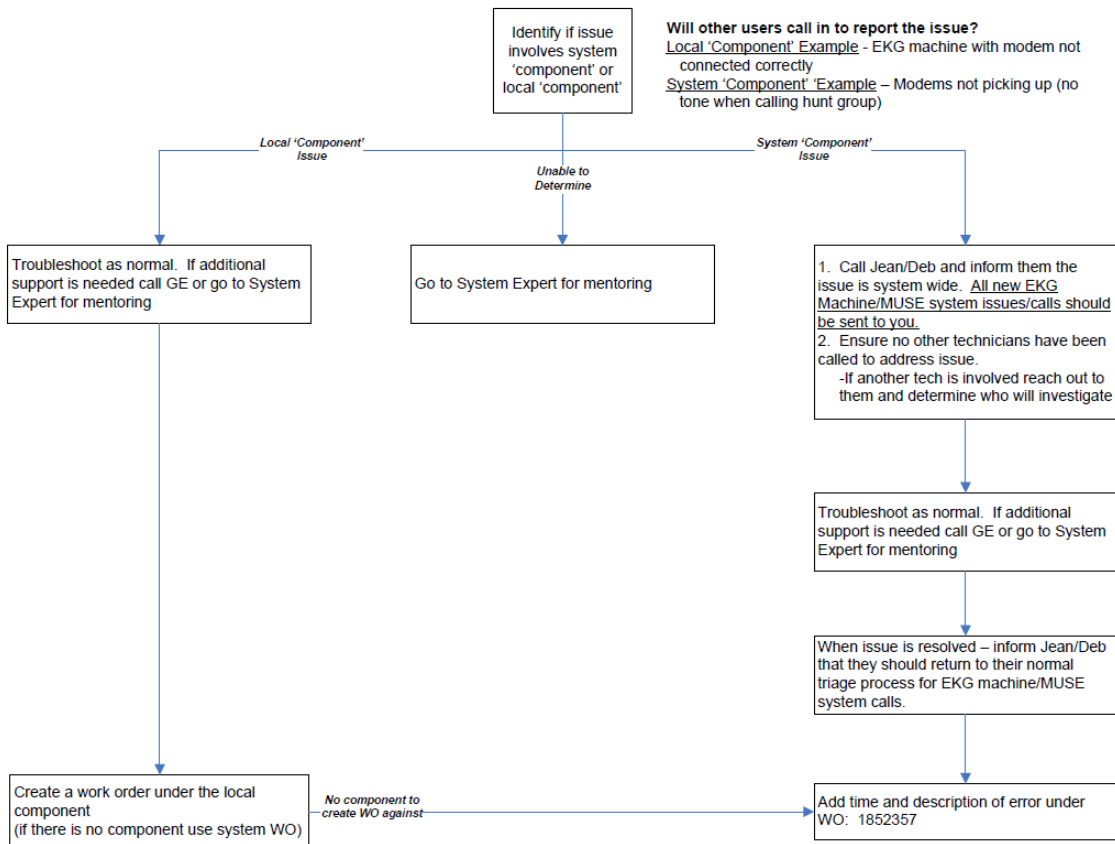 Identify if issue
involves system
‘component’ or
local ‘component’
Will other users call in to report the issue?
Local ‘Component’ Example - EKG machine with modem not
connected correctly
System ‘Component’ ‘Example – Modems not picking up (no
tone when calling hunt group)
Local ‘Component’
Issue
Unable to
Determine
System ‘Component’
Issue
Troubleshoot as normal. If additional
support is needed call GE or go to System
Expert for mentoring
Go to System Expert for mentoring
1. Call Jean/Deb and inform them the
issue is system wide. All new EKG
Machine/MUSE system issues/calls should
be sent to you.
2. Ensure no other technicians have been
called to address issue.
-If another tech is involved reach out to
them and determine who will investigate
Troubleshoot as normal. If additional
support is needed call GE or go to System
Expert for mentoring
When issue is resolved – inform Jean/Deb
that they should return to their normal
triage process for EKG machine/MUSE
system calls.
Create a work order under the local
component
(if there is no component use system WO)
No component to
create WO against
Add time and description of error under
WO: 1852357